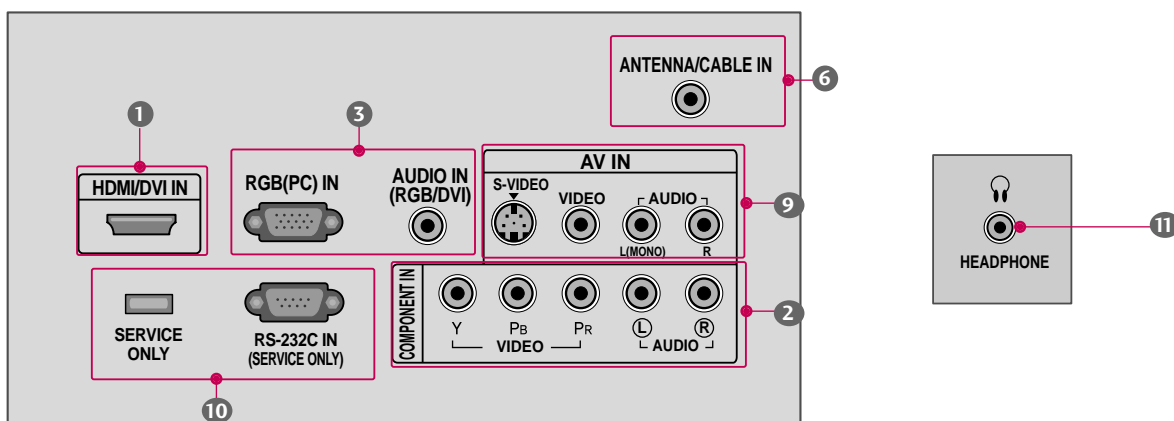 ANTENNA/CABLE IN
6
1
3
HDMI/DVI IN
RGB(PC) IN
AUDIO IN
(RGB/DVI)
AV IN
S-VIDEO
VIDEO
AUDIO
L(MONO)
R
9
SERVICE
ONLY
RS-232C IN
(SERVICE ONLY)
10
COMPONENT IN
Y
PB
PR
VIDEO
L
R
AUDIO
2
HEADPHONE
11